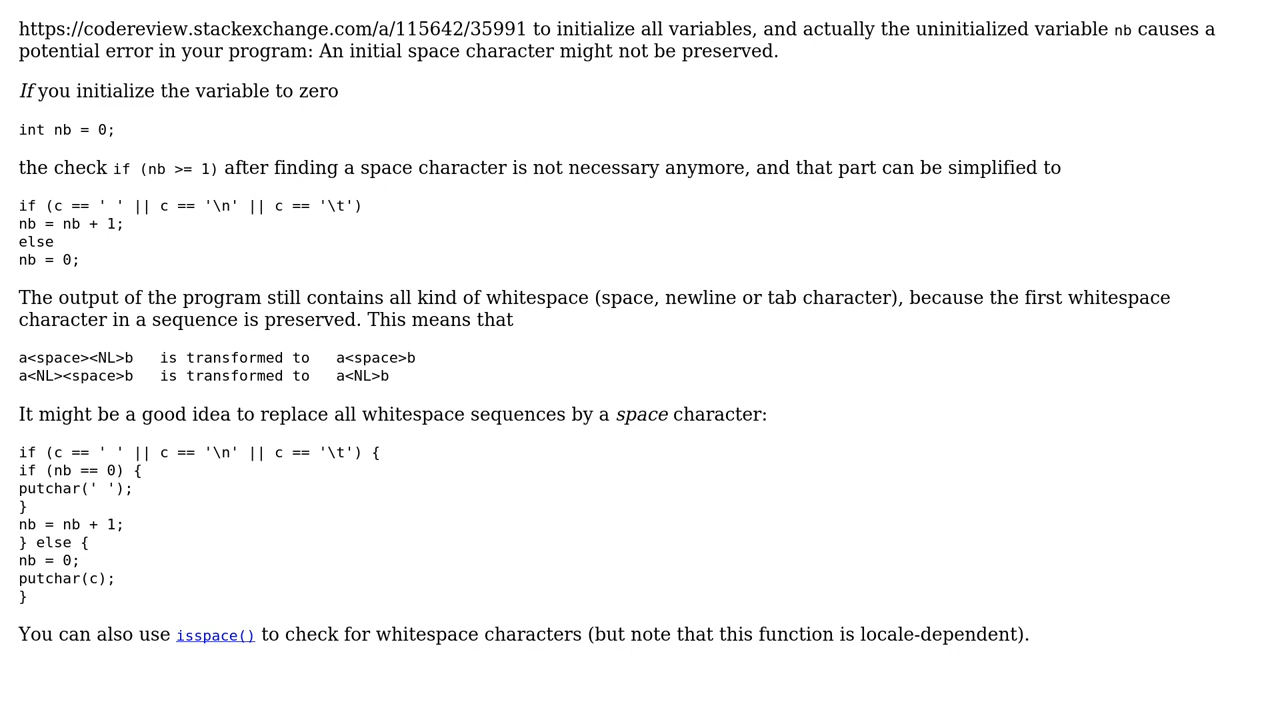 https://codereview.stackexchange.com/a/115642/35991 to initialize all variables, and actually the uninitialized variable nb causes a
potential error in your program: An initial space character might not be preserved.
If you initialize the variable to zero
int nb = 0;
the check if (nb >= 1) after finding a space character is not necessary anymore, and that part can be simplified to
if (c == ' ' || c == '\n' || c == '\t')
nb = nb + 1;
else
nb = 0;
The output of the program still contains all kind of whitespace (space, newline or tab character), because the first whitespace
character in a sequence is preserved. This means that
a<space><NL>b   is transformed to   a<space>b
a<NL><space>b   is transformed to   a<NL>b
It might be a good idea to replace all whitespace sequences by a space character:
if (c == ' ' || c == '\n' || c == '\t') {
if (nb == 0) {
putchar(' ');
}
nb = nb + 1;
} else {
nb = 0;
putchar(c);
}
You can also use isspace() to check for whitespace characters (but note that this function is locale-dependent).